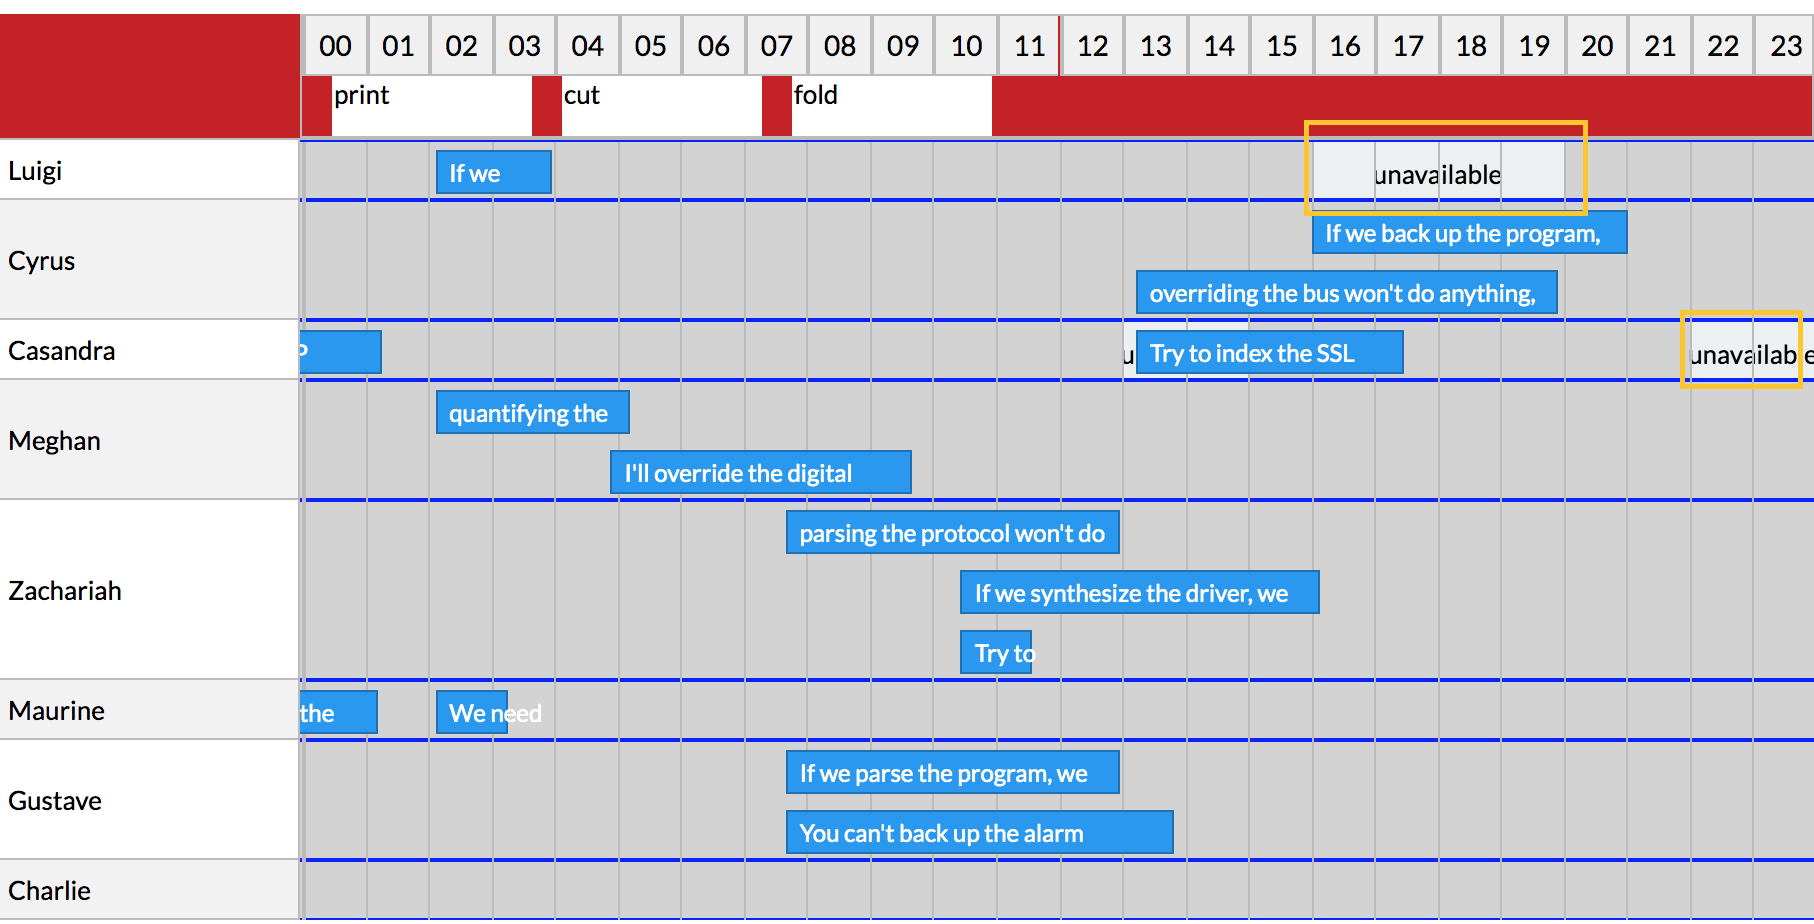 00 01 02 03 04 05 06 07 08 09 10 11 12 13 14 15 16 17 18 19 20 21 22 23
print cut fold
Luigi If we unavailable
Cyrus If we back up the program,
overriding the bus won't do anything,
Casandra Try to index the SSL unavailable
Meghan quantifying the
I'll override the digital
Zachariah parsing the protocol won't do
If we synthesize the driver, we
Try to
Maurine the We need
Gustave If we parse the program, we
You can't back up the alarm
Charlie